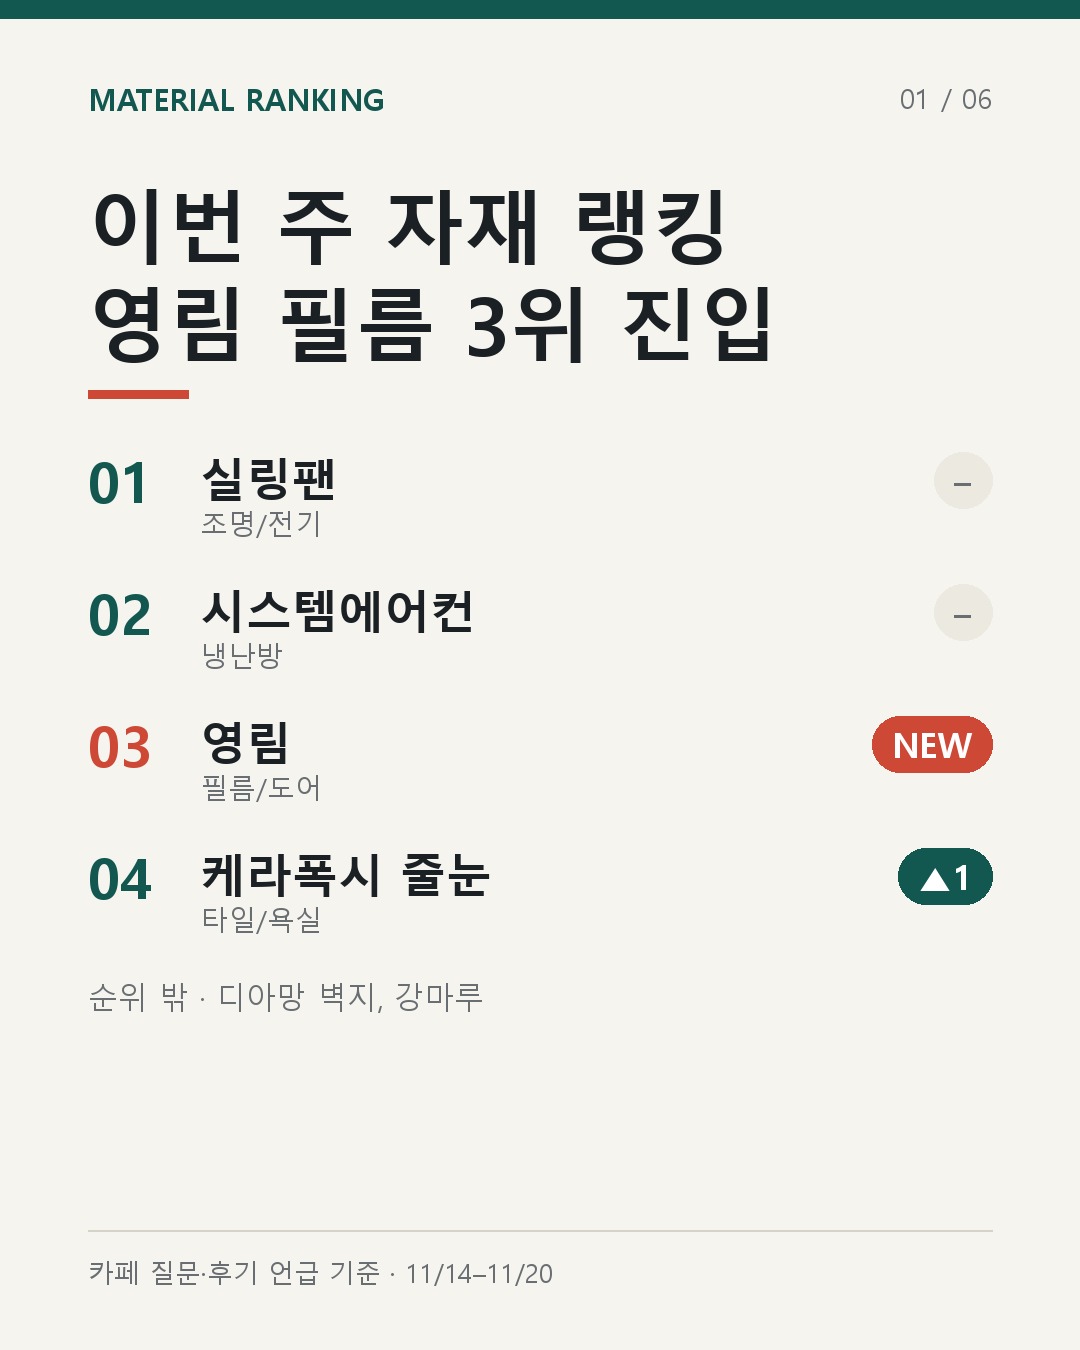 MATERIAL RANKING
01 / 06
이번 주 자재 랭킹
영림 필름 3위 진입
01 실링팬 –
조명/전기
02 시스템에어컨 –
냉난방
03 영림 NEW
필름/도어
04 케라폭시 줄눈 ▲1
타일/욕실
순위 밖 · 디아망 벽지, 강마루
카페 질문·후기 언급 기준 · 11/14–11/20